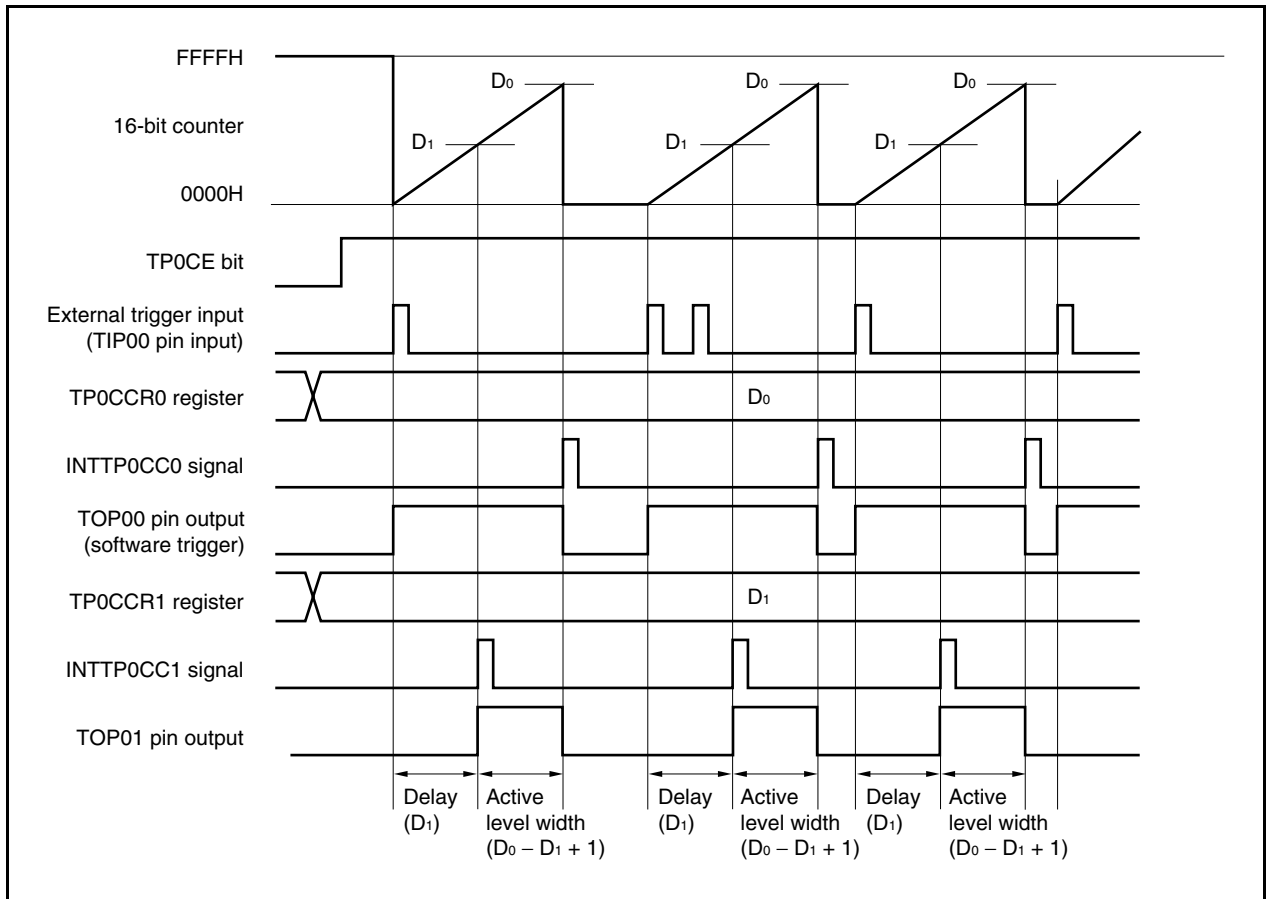 FFFFH
D₀
D₀
D₀
16-bit counter
D₁
D₁
D₁
0000H
TP0CE bit
External trigger input
(TIP00 pin input)
TP0CCR0 register
D₀
INTTP0CC0 signal
TOP00 pin output
(software trigger)
TP0CCR1 register
D₁
INTTP0CC1 signal
TOP01 pin output
Delay
(D₁)
Active
level width
(D₀ − D₁ + 1)
Delay
(D₁)
Active
level width
(D₀ − D₁ + 1)
Delay
(D₁)
Active
level width
(D₀ − D₁ + 1)